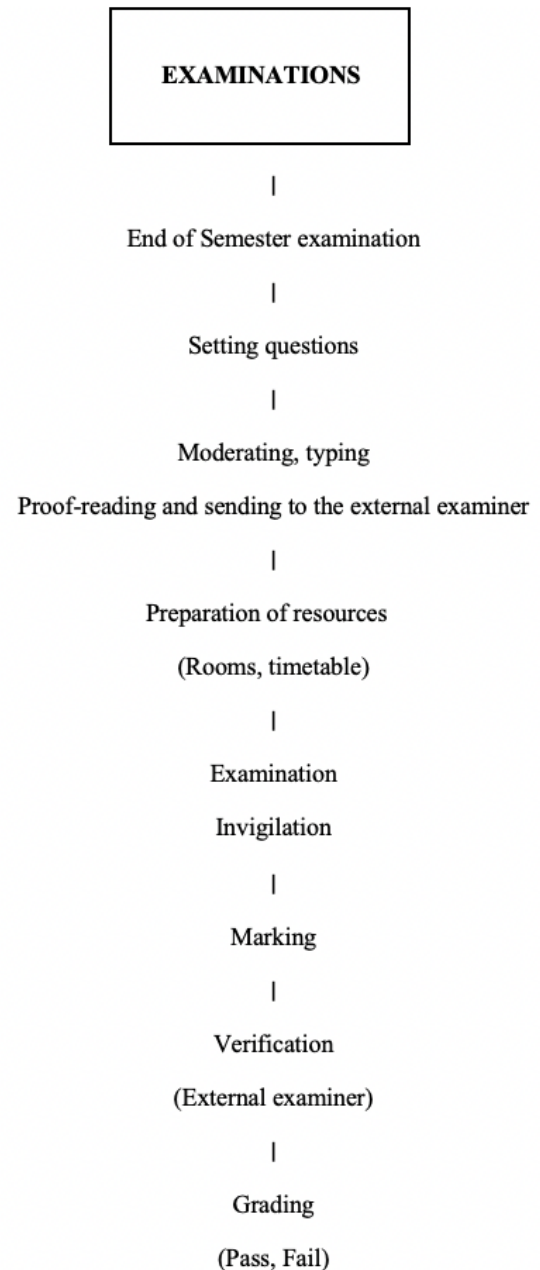 EXAMINATIONS
|
End of Semester examination
|
Setting questions
|
Moderating, typing
Proof-reading and sending to the external examiner
|
Preparation of resources
(Rooms, timetable)
|
Examination
Invigilation
|
Marking
|
Verification
(External examiner)
|
Grading
(Pass, Fail)